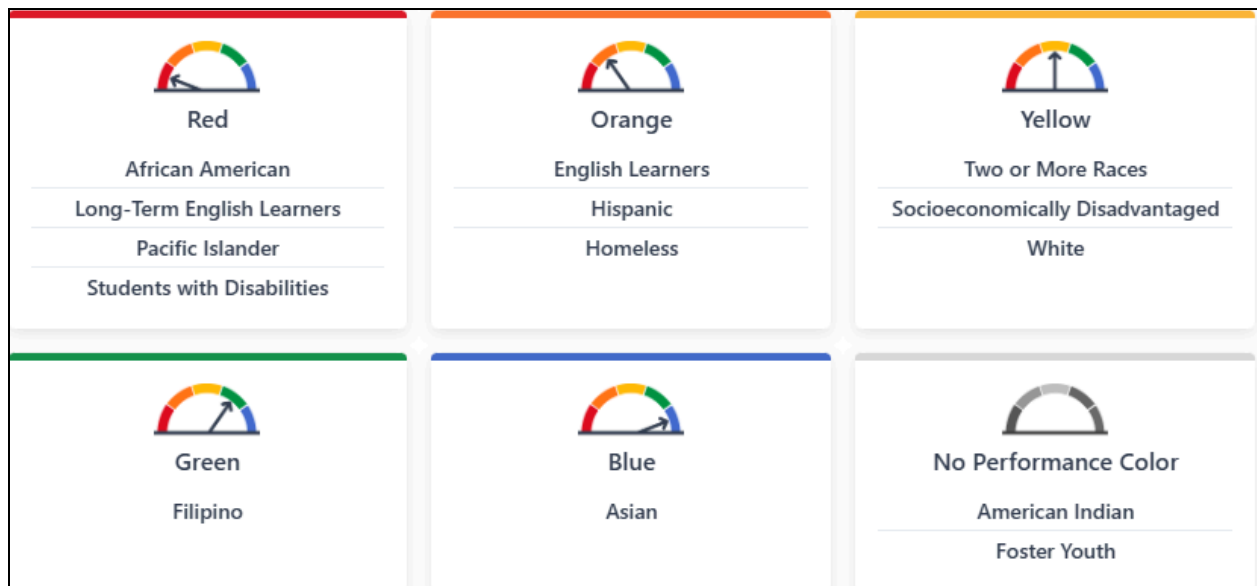 Red
African American
Long-Term English Learners
Pacific Islander
Students with Disabilities
Orange
English Learners
Hispanic
Homeless
Yellow
Two or More Races
Socioeconomically Disadvantaged
White
Green
Filipino
Blue
Asian
No Performance Color
American Indian
Foster Youth